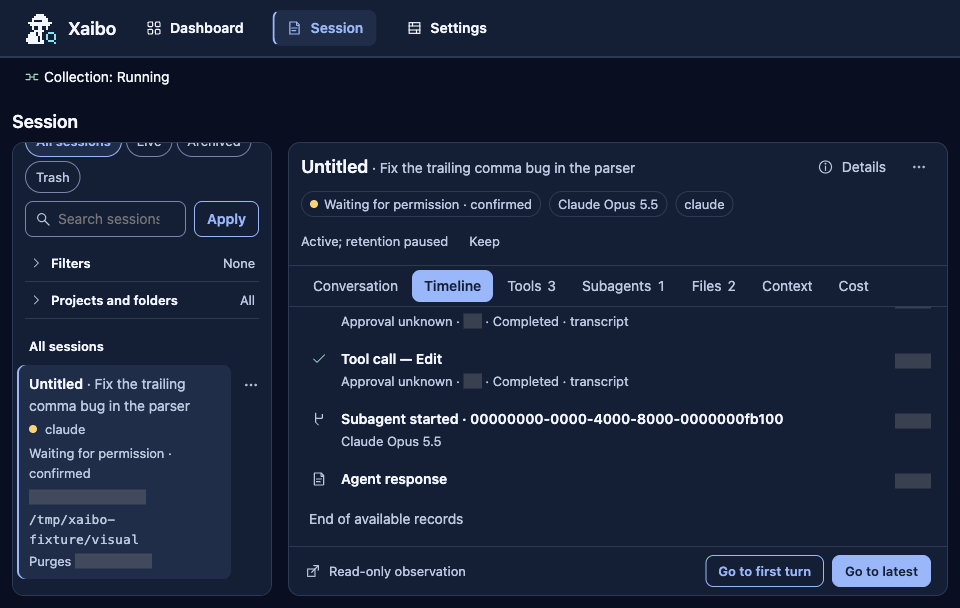 Xaibo
Dashboard
Session
Settings
Collection: Running
Session
All sessions
Live
Archived
Trash
Search sessions
Apply
Filters
None
Projects and folders
All
All sessions
Untitled · Fix the trailing
comma bug in the parser
claude
Waiting for permission ·
confirmed
/tmp/xaibo-
fixture/visual
Purges
Untitled · Fix the trailing comma bug in the parser
Details
Waiting for permission · confirmed
Claude Opus 5.5
claude
Active; retention paused
Keep
Conversation
Timeline
Tools 3
Subagents 1
Files 2
Context
Cost
Approval unknown · · Completed · transcript
Tool call — Edit
Approval unknown · · Completed · transcript
Subagent started · 00000000-0000-4000-8000-0000000fb100
Claude Opus 5.5
Agent response
End of available records
Read-only observation
Go to first turn
Go to latest